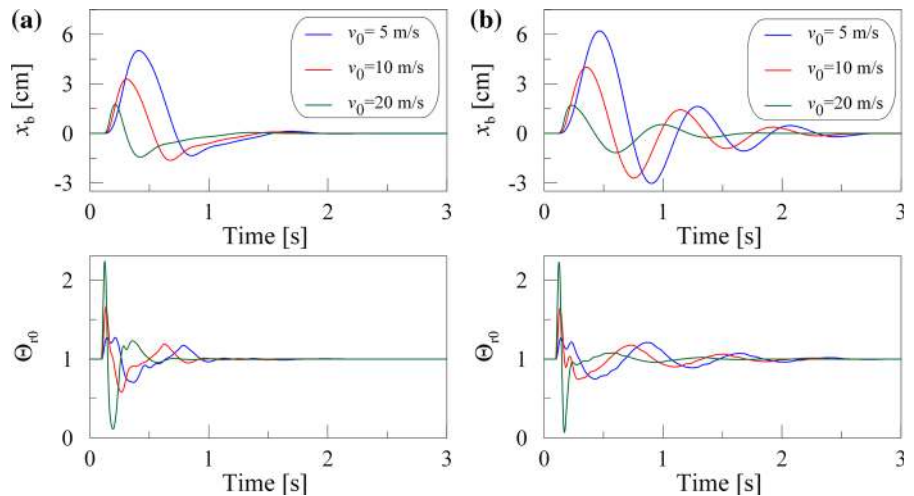 (a)
6
3
0
-3
x_b [cm]
v_0= 5 m/s
v_0=10 m/s
v_0=20 m/s
0 1 2 3
Time [s]
2
1
0
Θ_r0
0 1 2 3
Time [s]
(b)
6
3
0
-3
x_b [cm]
v_0= 5 m/s
v_0=10 m/s
v_0=20 m/s
0 1 2 3
Time [s]
2
1
0
Θ_r0
0 1 2 3
Time [s]